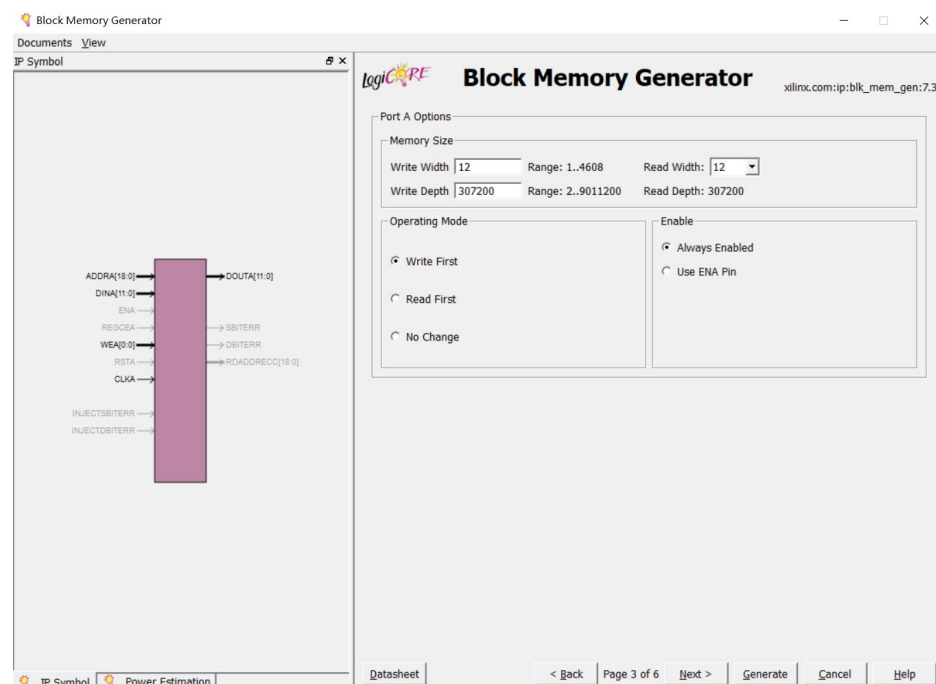 Block Memory Generator
Documents View
IP Symbol
LogiCORE
Block Memory Generator
xilinx.com:ip:blk_mem_gen:7.3
Port A Options
Memory Size
Write Width 12 Range: 1..4608 Read Width: 12
Write Depth 307200 Range: 2..9011200 Read Depth: 307200
Operating Mode
Write First
Read First
No Change
Enable
Always Enabled
Use ENA Pin
ADDRA[18:0] DOUTA[11:0]
DINA[11:0]
ENA
REGCEA SBITERR
WEA[0:0] DBITERR
RSTA RDADDRECC[18:0]
CLKA
INJECTSBITERR
INJECTDBITERR
IP Symbol Power Estimation
Datasheet < Back Page 3 of 6 Next > Generate Cancel Help